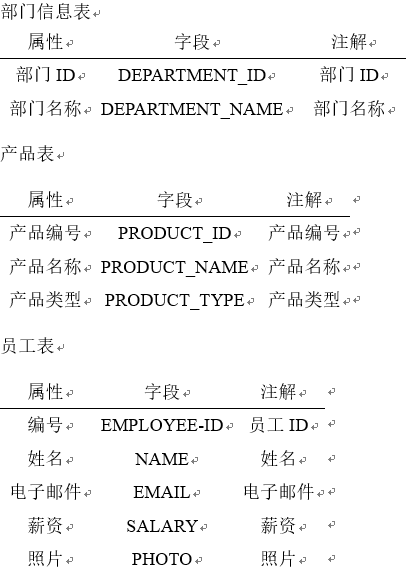 部门信息表
属性 字段 注解
部门 ID DEPARTMENT_ID 部门 ID
部门名称 DEPARTMENT_NAME 部门名称
产品表
属性 字段 注解
产品编号 PRODUCT_ID 产品编号
产品名称 PRODUCT_NAME 产品名称
产品类型 PRODUCT_TYPE 产品类型
员工表
属性 字段 注解
编号 EMPLOYEE-ID 员工 ID
姓名 NAME 姓名
电子邮件 EMAIL 电子邮件
薪资 SALARY 薪资
照片 PHOTO 照片